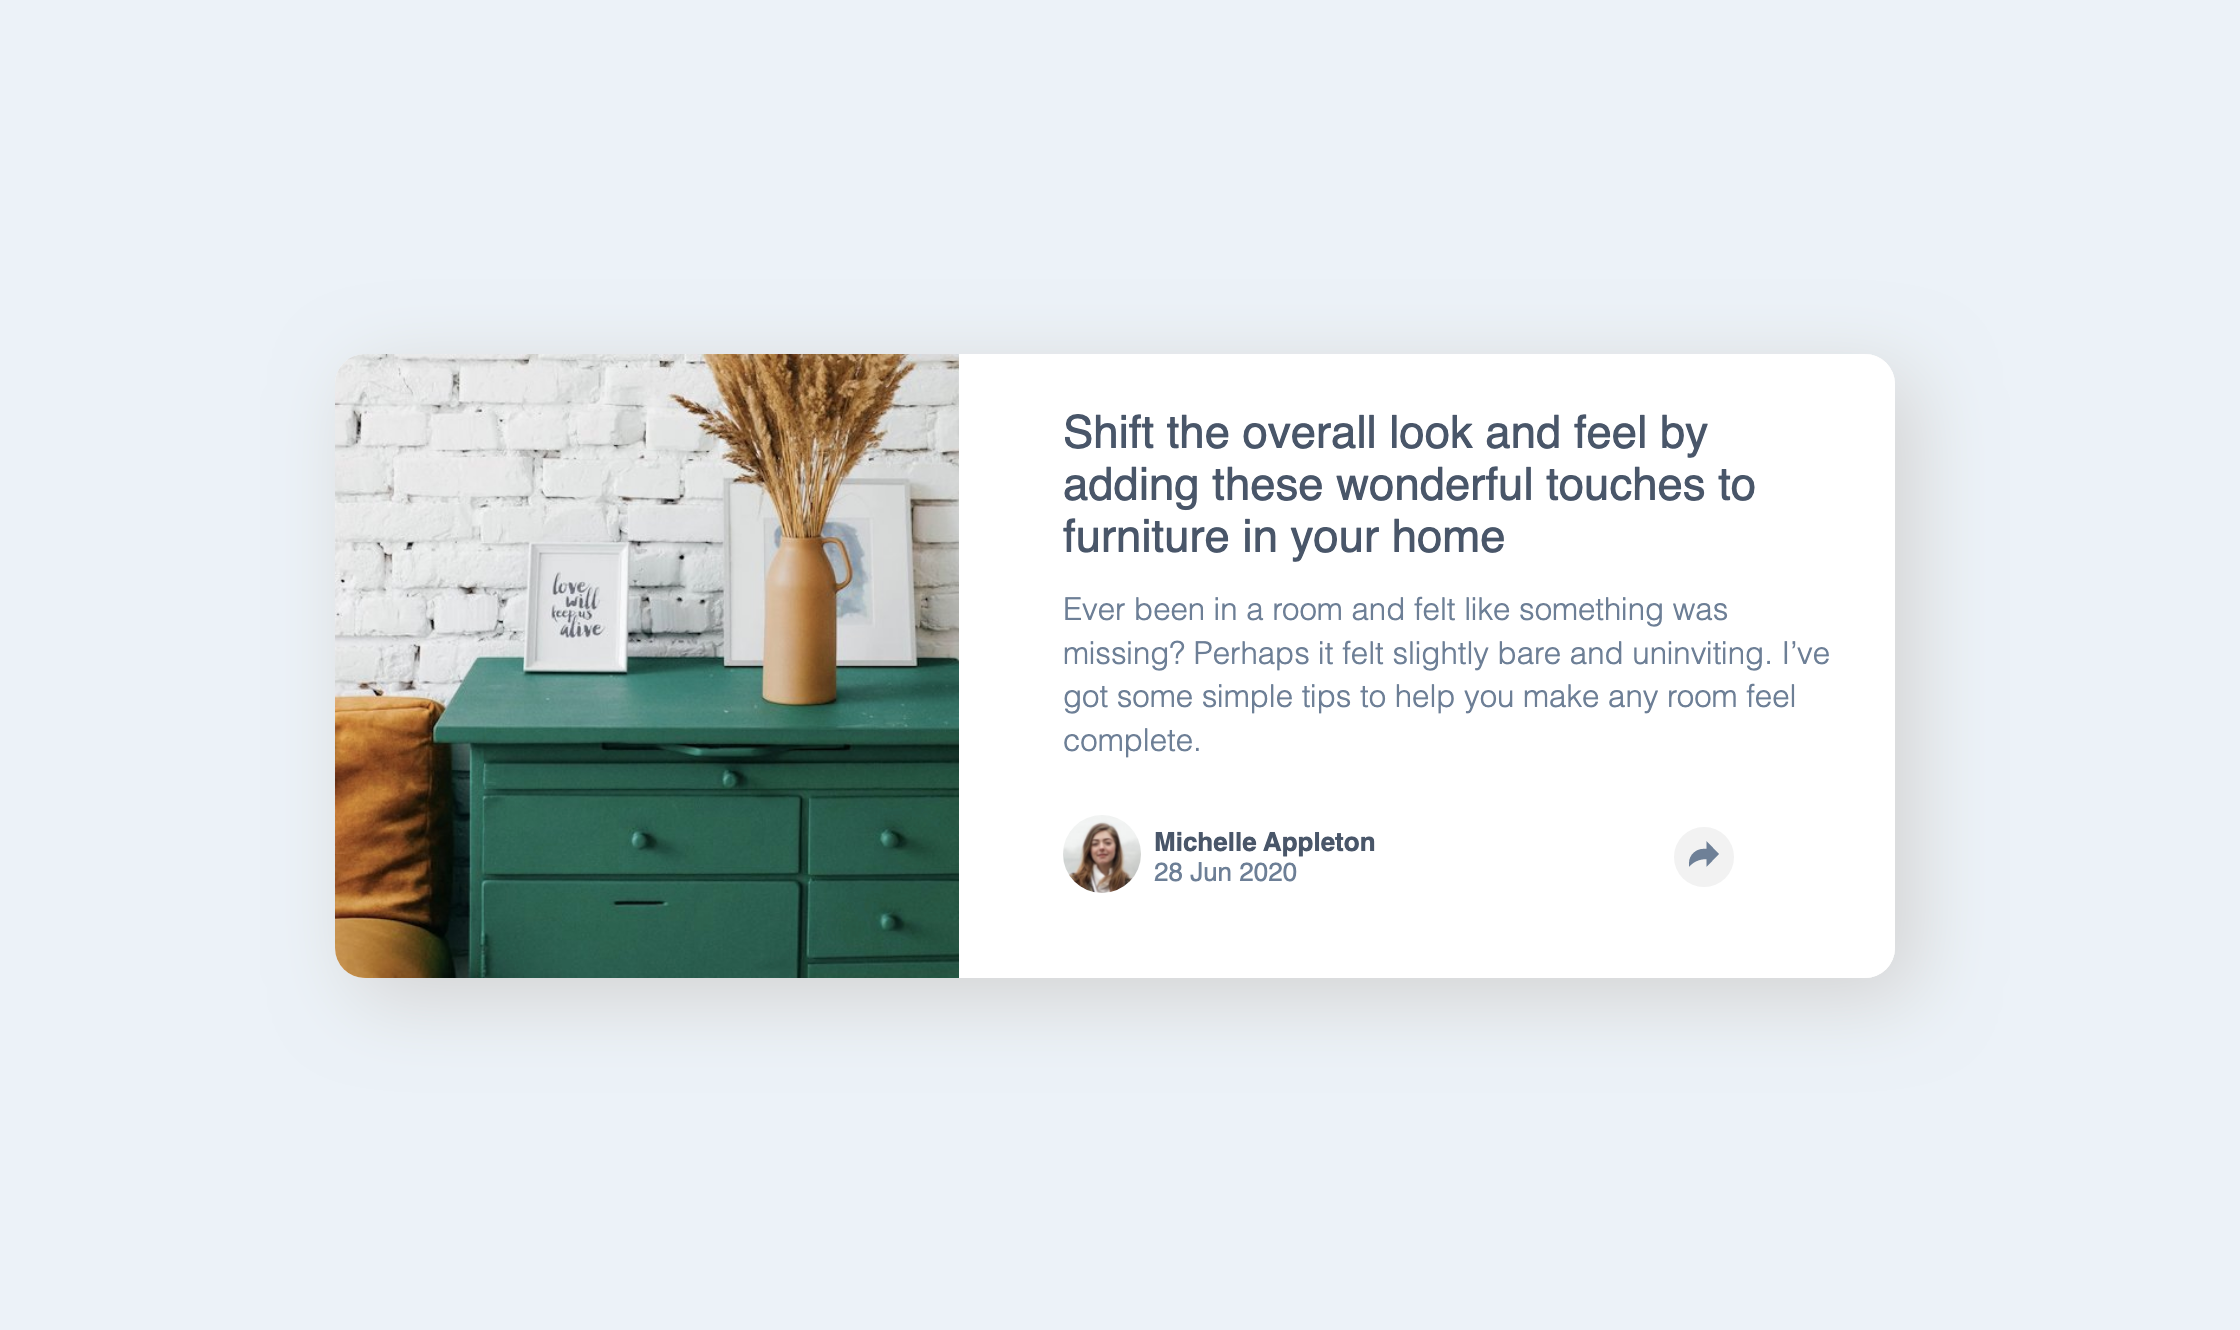 love
will
keep us
alive
Shift the overall look and feel by
adding these wonderful touches to
furniture in your home
Ever been in a room and felt like something was
missing? Perhaps it felt slightly bare and uninviting. I’ve
got some simple tips to help you make any room feel
complete.
Michelle Appleton
28 Jun 2020